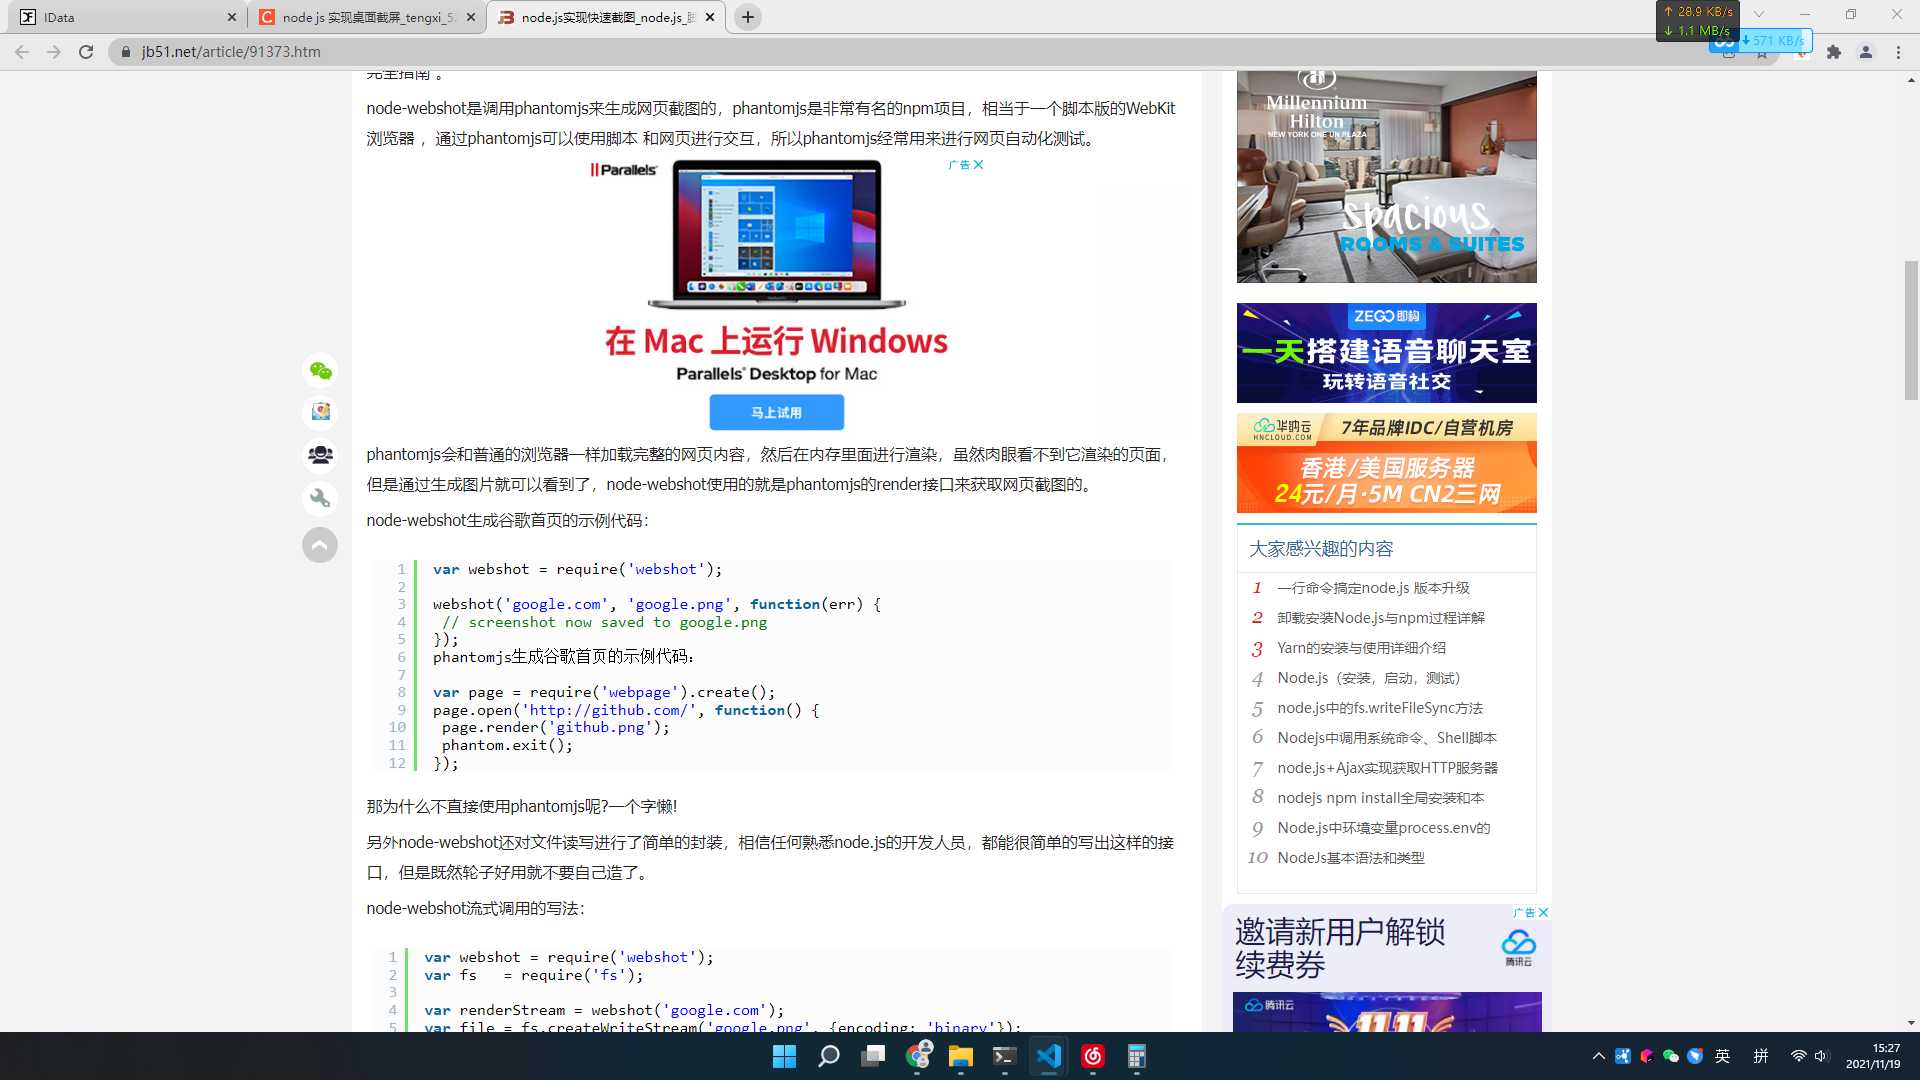 IData
node js 实现桌面截屏_tengxi_5
node.js实现快速截图_node.js_脚
↑ 28.9 KB/s
↓ 1.1 MB/s
571 KB/s
jb51.net/article/91373.htm
完全指南 。
node-webshot是调用phantomjs来生成网页截图的，phantomjs是非常有名的npm项目，相当于一个脚本版的WebKit
浏览器 ，通过phantomjs可以使用脚本 和网页进行交互，所以phantomjs经常用来进行网页自动化测试。
Parallels
广告
在 Mac 上运行 Windows
Parallels® Desktop for Mac
马上试用
phantomjs会和普通的浏览器一样加载完整的网页内容，然后在内存里面进行渲染，虽然肉眼看不到它渲染的页面，
但是通过生成图片就可以看到了，node-webshot使用的就是phantomjs的render接口来获取网页截图的。
node-webshot生成谷歌首页的示例代码：
1 var webshot = require('webshot');
2
3 webshot('google.com', 'google.png', function(err) {
4 // screenshot now saved to google.png
5 });
6 phantomjs生成谷歌首页的示例代码：
7
8 var page = require('webpage').create();
9 page.open('http://github.com/', function() {
10 page.render('github.png');
11 phantom.exit();
12 });
那为什么不直接使用phantomjs呢?一个字懒!
另外node-webshot还对文件读写进行了简单的封装，相信任何熟悉node.js的开发人员，都能很简单的写出这样的接
口，但是既然轮子好用就不要自己造了。
node-webshot流式调用的写法：
1 var webshot = require('webshot');
2 var fs   = require('fs');
3
4 var renderStream = webshot('google.com');
5 var file = fs.createWriteStream('google.png', {encoding: 'binary'});
Millennium
Hilton
NEW YORK ONE UN PLAZA
spacious
ROOMS & SUITES
ZEGO 即构
一天搭建语音聊天室
玩转语音社交
华纳云
HNCLOUD.COM
7年品牌IDC/自营机房
香港/美国服务器
24元/月·5M CN2三网
大家感兴趣的内容
1 一行命令搞定node.js 版本升级
2 卸载安装Node.js与npm过程详解
3 Yarn的安装与使用详细介绍
4 Node.js（安装，启动，测试）
5 node.js中的fs.writeFileSync方法
6 Nodejs中调用系统命令、Shell脚本
7 node.js+Ajax实现获取HTTP服务器
8 nodejs npm install全局安装和本
9 Node.js中环境变量process.env的
10 NodeJs基本语法和类型
广告
邀请新用户解锁
续费券
腾讯云
腾讯云
11.11
英
拼
15:27
2021/11/19